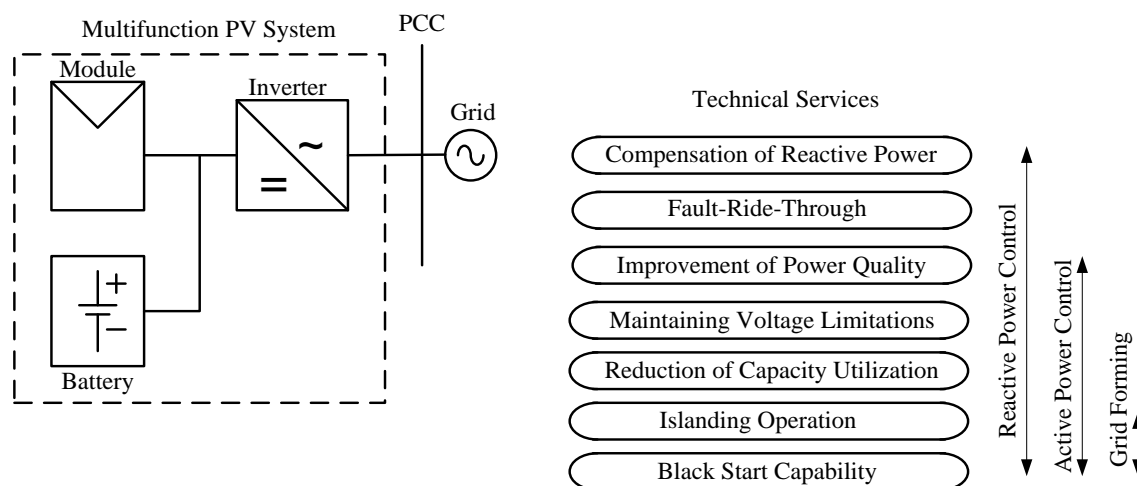 Multifunction PV System
PCC
Module
Inverter
Grid
~
=
+
−
Battery
Technical Services
Compensation of Reactive Power
Fault-Ride-Through
Improvement of Power Quality
Maintaining Voltage Limitations
Reduction of Capacity Utilization
Islanding Operation
Black Start Capability
Reactive Power Control
Active Power Control
Grid Forming